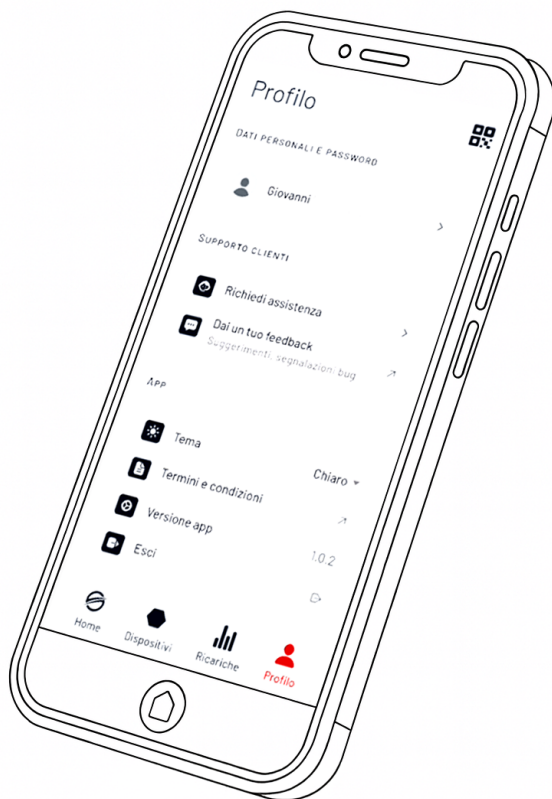 Profilo
DATI PERSONALI E PASSWORD
Giovanni
SUPPORTO CLIENTI
Richiedi assistenza
Dai un tuo feedback
Suggerimenti, segnalazioni bug
APP
Tema
Chiaro
Termini e condizioni
Versione app
1.0.2
Esci
Home
Dispositivi
Ricariche
Profilo